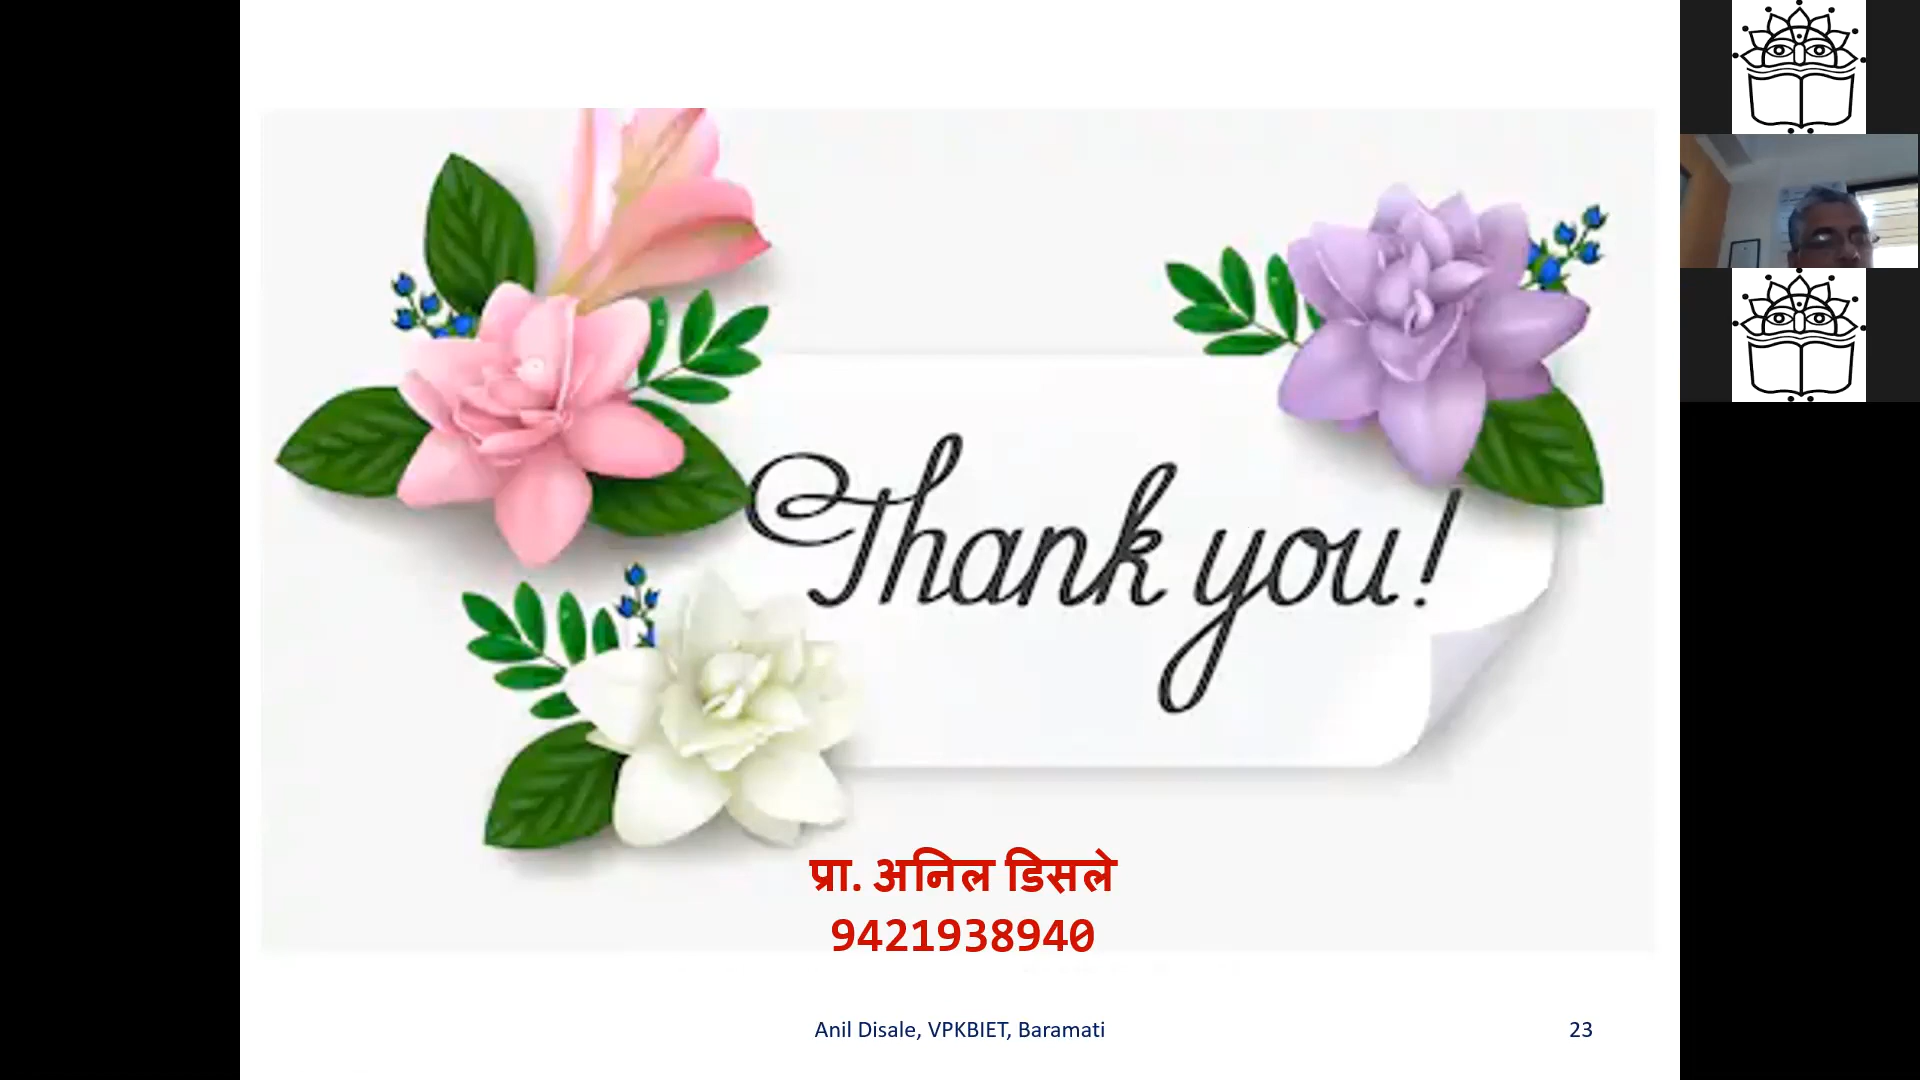 Thank you!
प्रा. अनिल डिसले
9421938940
Anil Disale, VPKBIET, Baramati
23